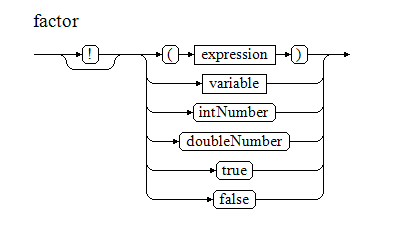 factor
! ( expression )
variable
intNumber
doubleNumber
true
false